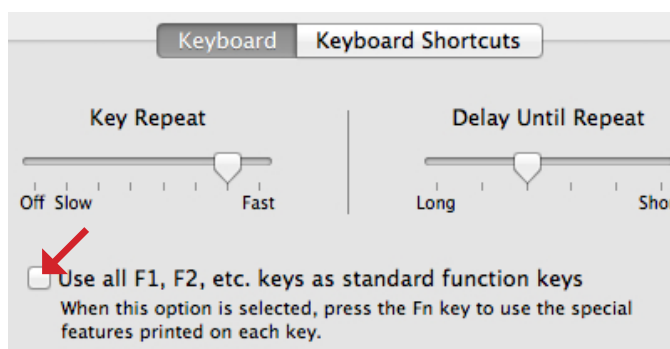 Keyboard Keyboard Shortcuts
Key Repeat Delay Until Repeat
Off Slow Fast Long Sho
Use all F1, F2, etc. keys as standard function keys
When this option is selected, press the Fn key to use the special
features printed on each key.